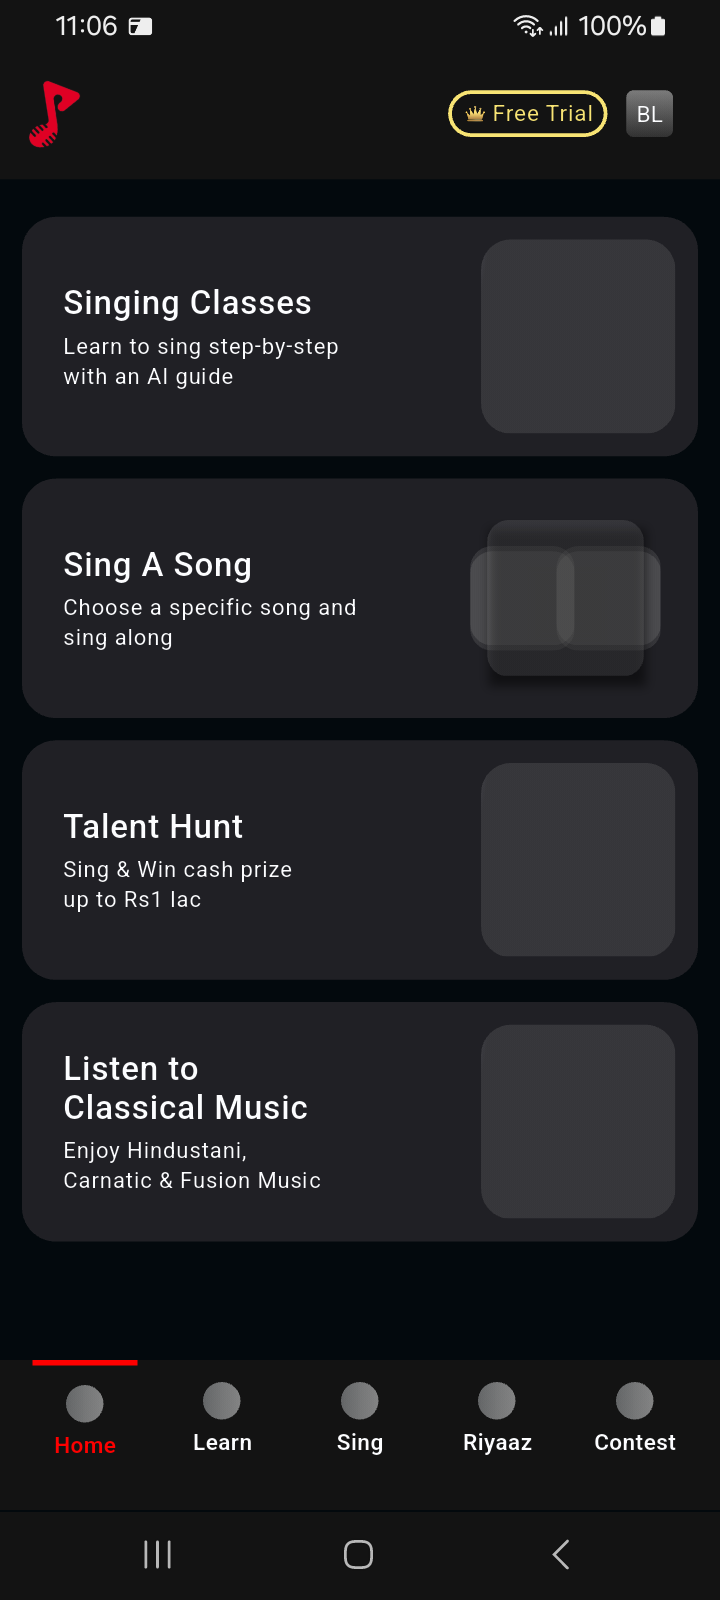 11:06
100%
Free Trial
BL
Singing Classes
Learn to sing step-by-step
with an AI guide
Sing A Song
Choose a specific song and
sing along
Talent Hunt
Sing & Win cash prize
up to Rs1 lac
Listen to
Classical Music
Enjoy Hindustani,
Carnatic & Fusion Music
Home
Learn
Sing
Riyaaz
Contest